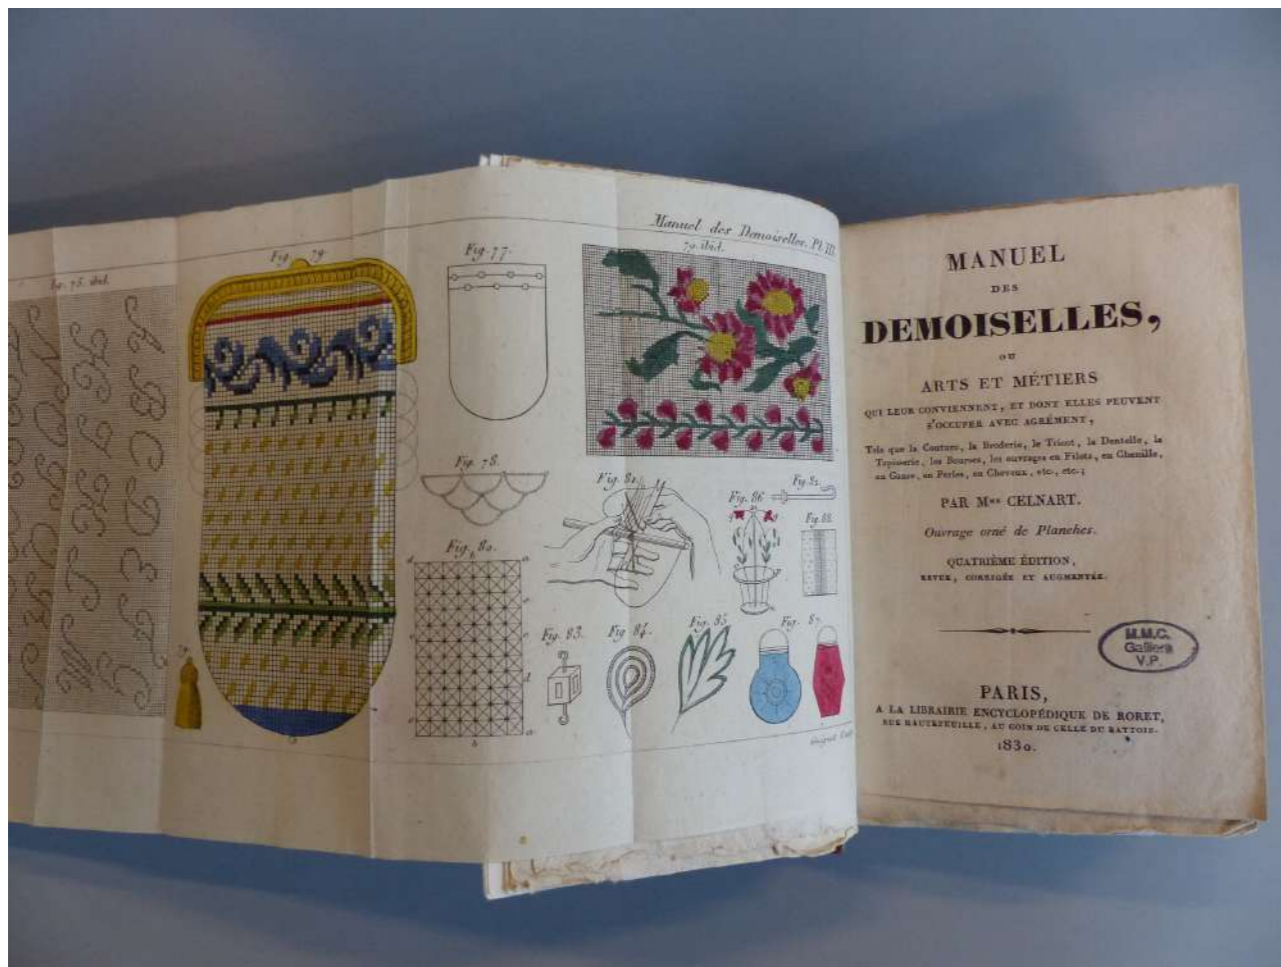 Manuel des Demoiselles. Pl. III.
75. ibid.
Fig. 79.
Fig. 77.
79. ibid.
Fig. 78.
Fig. 81.
Fig. 82.
Fig. 86.
Fig. 88.
Fig. 80.
Fig. 83.
Fig. 84.
Fig. 85
Fig. 87.
MANUEL
DES
DEMOISELLES,
OU
ARTS ET MÉTIERS
QUI LEUR CONVIENNENT, ET DONT ELLES PEUVENT
S'OCCUPER AVEC AGRÉMENT,
Tels que la Couture, la Broderie, le Tricot, la Dentelle, la
Tapisserie, les Bourses, les ouvrages en Filets, en Chenille,
en Ganse, en Perles, en Cheveux, etc., etc.;
PAR Mme CELNART.
Ouvrage orné de Planches.
QUATRIÈME ÉDITION,
REVUE, CORRIGÉE ET AUGMENTÉE.
M.M.C.
Galliera
V.P.
PARIS,
A LA LIBRAIRIE ENCYCLOPÉDIQUE DE RORET,
RUE HAUTEFEUILLE, AU COIN DE CELLE DU BATTOIR.
1830.